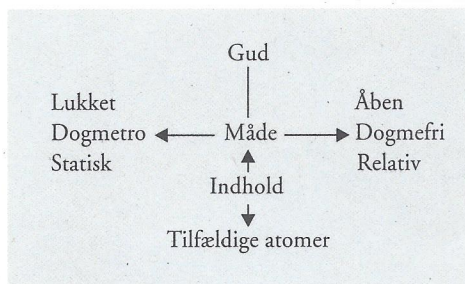 Gud
Lukket
Dogmetro
Statisk
Måde
Åben
Dogmefri
Relativ
Indhold
Tilfældige atomer